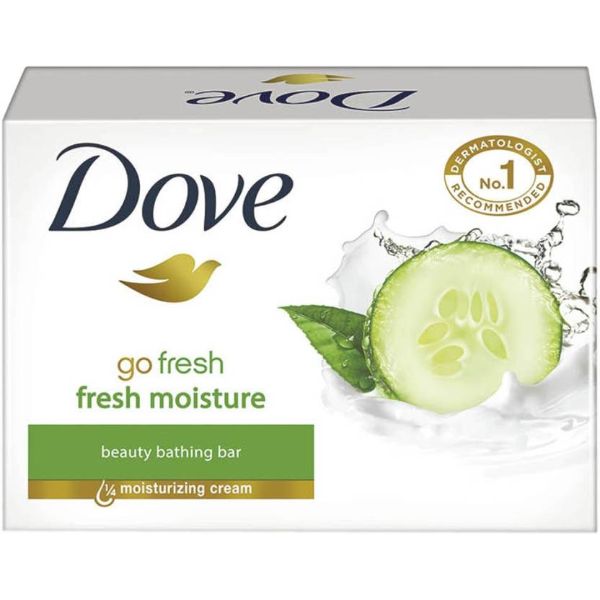 Dove
Dove
DERMATOLOGIST
No.1
RECOMMENDED
go fresh
fresh moisture
beauty bathing bar
¼ moisturizing cream